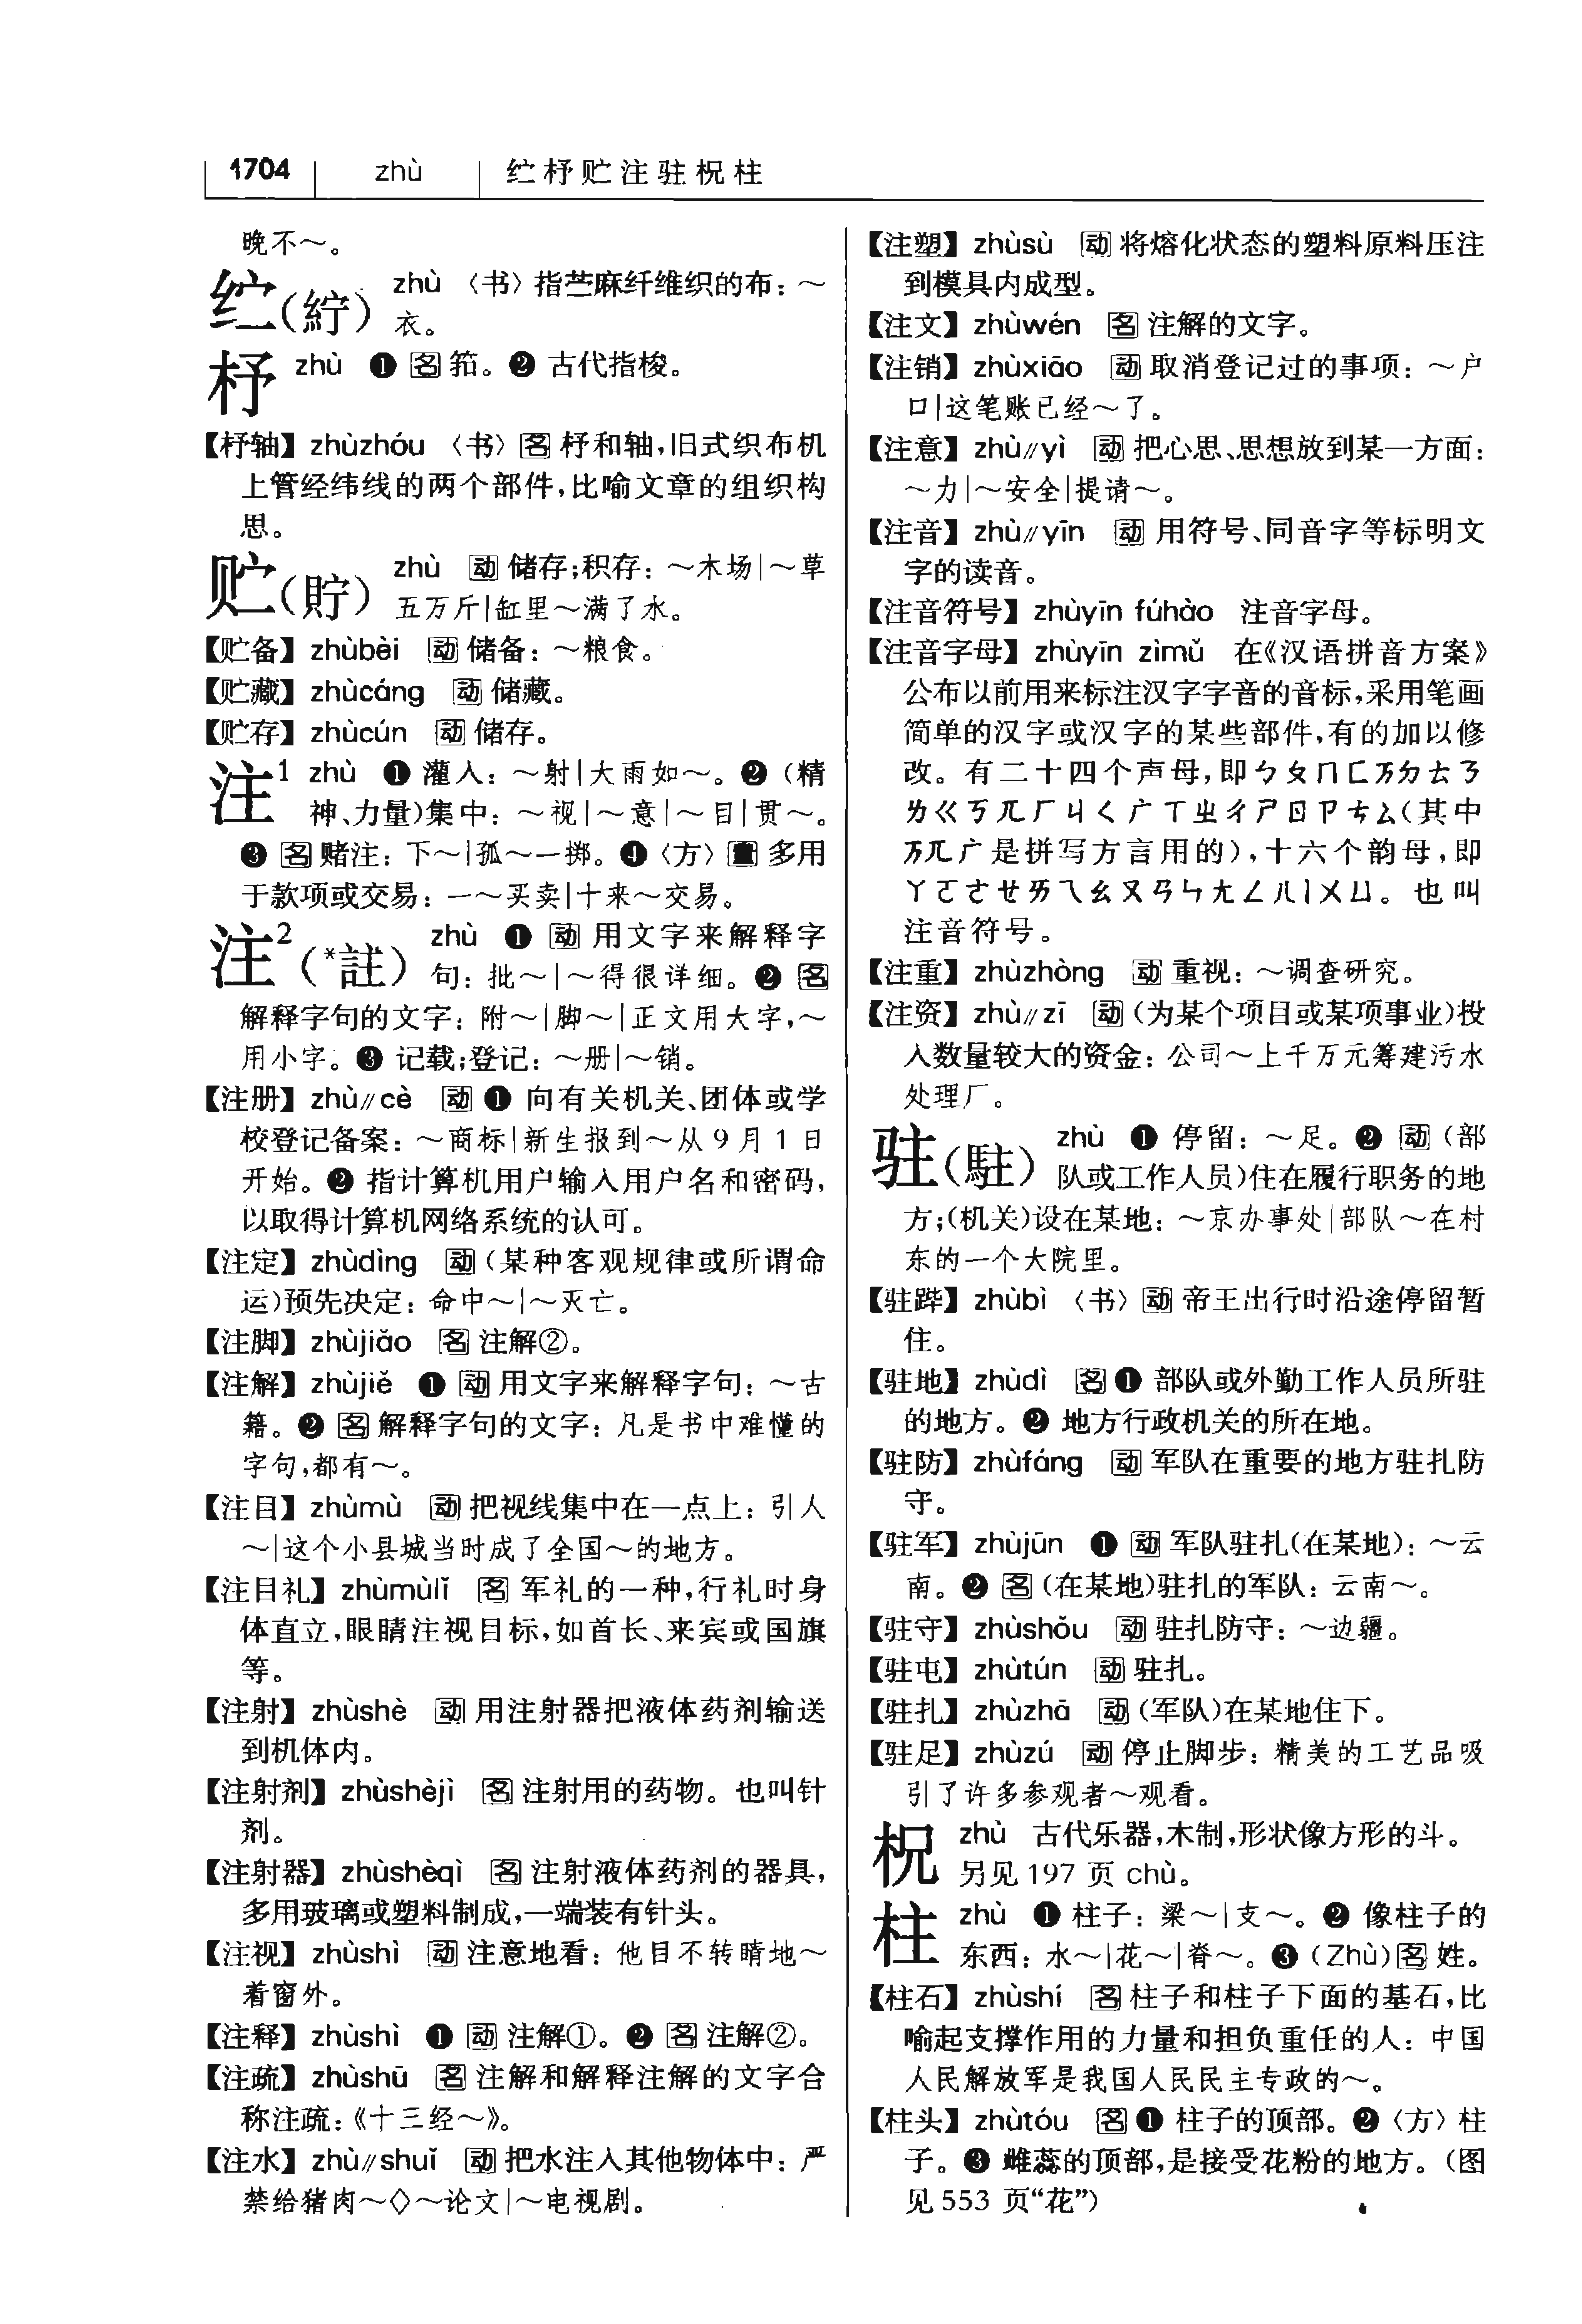 1704 zhù 纻杼贮注驻柷柱
晚不～。
纻(紵) zhù 〈书〉指苎麻纤维织的布：～
衣。
杼 zhù ❶ 名 筘。❷ 古代指梭。
【杼轴】zhùzhóu 〈书〉名 杼和轴，旧式织布机
上管经纬线的两个部件，比喻文章的组织构
思。
贮(貯) zhù 动 储存；积存：～木场|～草
五万斤|缸里～满了水。
【贮备】zhùbèi 动 储备：～粮食。
【贮藏】zhùcáng 动 储藏。
【贮存】zhùcún 动 储存。
注¹ zhù ❶ 灌入：～射|大雨如～。❷（精
神、力量）集中：～视|～意|～目|贯～。
❸ 名 赌注：下～|孤～一掷。❹〈方〉量 多用
于款项或交易：一～买卖|十来～交易。
注²(*註) zhù ❶ 动 用文字来解释字
句：批～|～得很详细。❷ 名
解释字句的文字：附～|脚～|正文用大字，～
用小字。❸ 记载；登记：～册|～销。
【注册】zhù∥cè 动 ❶ 向有关机关、团体或学
校登记备案：～商标|新生报到～从9月1日
开始。❷ 指计算机用户输入用户名和密码，
以取得计算机网络系统的认可。
【注定】zhùdìng 动（某种客观规律或所谓命
运）预先决定：命中～|～灭亡。
【注脚】zhùjiǎo 名 注解②。
【注解】zhùjiě ❶ 动 用文字来解释字句：～古
籍。❷ 名 解释字句的文字：凡是书中难懂的
字句，都有～。
【注目】zhùmù 动 把视线集中在一点上：引人
～|这个小县城当时成了全国～的地方。
【注目礼】zhùmùlǐ 名 军礼的一种，行礼时身
体直立，眼睛注视目标，如首长、来宾或国旗
等。
【注射】zhùshè 动 用注射器把液体药剂输送
到机体内。
【注射剂】zhùshèjì 名 注射用的药物。也叫针
剂。
【注射器】zhùshèqì 名 注射液体药剂的器具，
多用玻璃或塑料制成，一端装有针头。
【注视】zhùshì 动 注意地看：他目不转睛地～
着窗外。
【注释】zhùshì ❶ 动 注解①。❷ 名 注解②。
【注疏】zhùshū 名 注解和解释注解的文字合
称注疏：《十三经～》。
【注水】zhù∥shuǐ 动 把水注入其他物体中：严
禁给猪肉～◇～论文|～电视剧。
【注塑】zhùsù 动 将熔化状态的塑料原料压注
到模具内成型。
【注文】zhùwén 名 注解的文字。
【注销】zhùxiāo 动 取消登记过的事项：～户
口|这笔账已经～了。
【注意】zhù∥yì 动 把心思、思想放到某一方面：
～力|～安全|提请～。
【注音】zhù∥yīn 动 用符号、同音字等标明文
字的读音。
【注音符号】zhùyīn fúhào 注音字母。
【注音字母】zhùyīn zìmǔ 在《汉语拼音方案》
公布以前用来标注汉字字音的音标，采用笔画
简单的汉字或汉字的某些部件，有的加以修
改。有二十四个声母，即ㄅㄆㄇㄈㄪㄉㄊㄋ
ㄌㄍㄎㄫㄏㄐㄑㄬㄒㄓㄔㄕㄖㄗㄘㄙ（其中
ㄪㄫㄬ是拼写方言用的），十六个韵母，即
ㄚㄛㄜㄝㄞㄟㄠㄡㄢㄣㄤㄥㄦㄧㄨㄩ。也叫
注音符号。
【注重】zhùzhòng 动 重视：～调查研究。
【注资】zhù∥zī 动（为某个项目或某项事业）投
入数量较大的资金：公司～上千万元筹建污水
处理厂。
驻(駐) zhù ❶ 停留：～足。❷ 动（部
队或工作人员）住在履行职务的地
方；（机关）设在某地：～京办事处|部队～在村
东的一个大院里。
【驻跸】zhùbì 〈书〉动 帝王出行时沿途停留暂
住。
【驻地】zhùdì 名 ❶ 部队或外勤工作人员所驻
的地方。❷ 地方行政机关的所在地。
【驻防】zhùfáng 动 军队在重要的地方驻扎防
守。
【驻军】zhùjūn ❶ 动 军队驻扎（在某地）：～云
南。❷ 名（在某地）驻扎的军队：云南～。
【驻守】zhùshǒu 动 驻扎防守：～边疆。
【驻屯】zhùtún 动 驻扎。
【驻扎】zhùzhā 动（军队）在某地住下。
【驻足】zhùzú 动 停止脚步：精美的工艺品吸
引了许多参观者～观看。
柷 zhù 古代乐器，木制，形状像方形的斗。
另见197页 chù。
柱 zhù ❶ 柱子：梁～|支～。❷ 像柱子的
东西：水～|花～|脊～。❸（Zhù）名 姓。
【柱石】zhùshí 名 柱子和柱子下面的基石，比
喻起支撑作用的力量和担负重任的人：中国
人民解放军是我国人民民主专政的～。
【柱头】zhùtóu 名 ❶ 柱子的顶部。❷〈方〉柱
子。❸ 雌蕊的顶部，是接受花粉的地方。（图
见553页“花”）